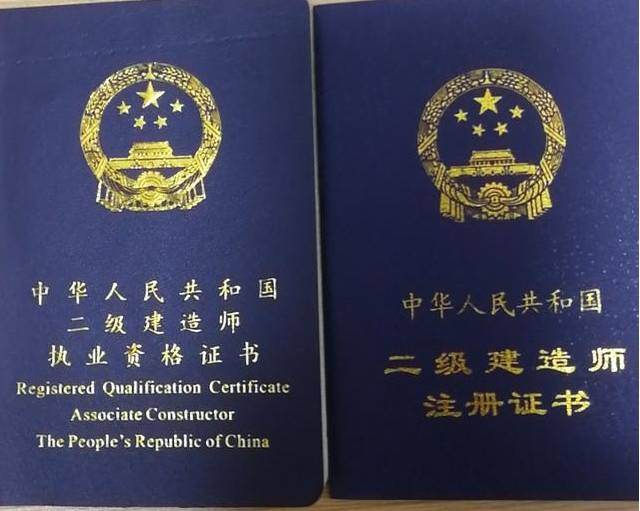 中华人民共和国
二级建造师
执业资格证书
Registered Qualification Certificate
Associate Constructor
The People's Republic of China
中华人民共和国
二级建造师
注册证书